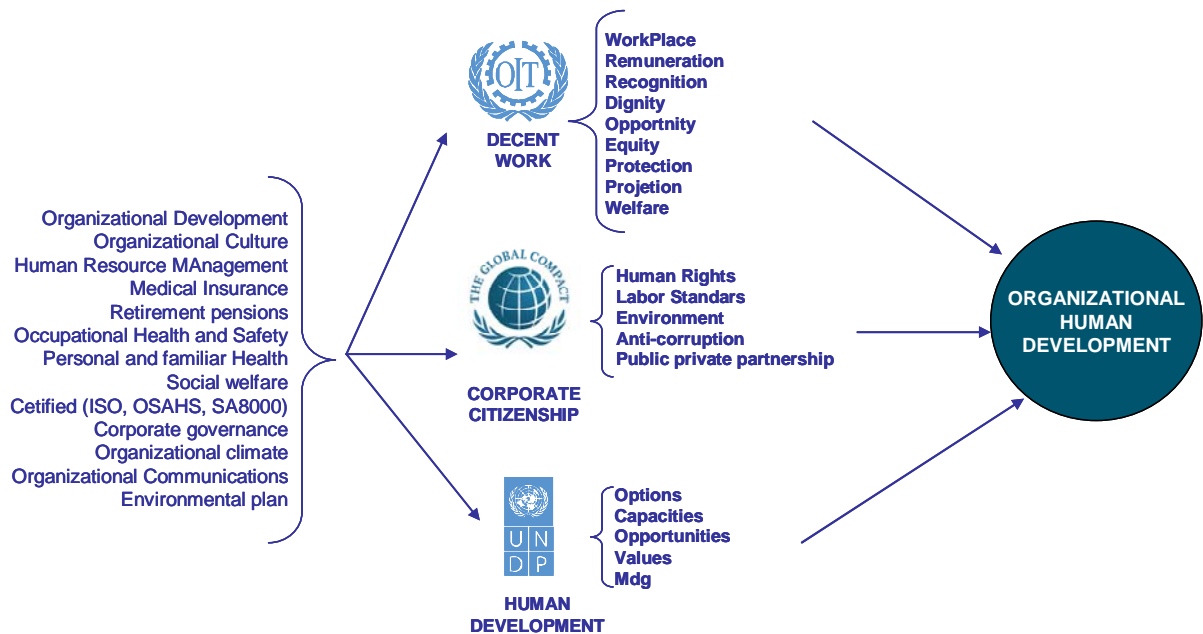 Organizational Development
Organizational Culture
Human Resource MAnagement
Medical Insurance
Retirement pensions
Occupational Health and Safety
Personal and familiar Health
Social welfare
Cetified (ISO, OSAHS, SA8000)
Corporate governance
Organizational climate
Organizational Communications
Environmental plan
OIT
DECENT
WORK
WorkPlace
Remuneration
Recognition
Dignity
Opportnity
Equity
Protection
Projetion
Welfare
THE GLOBAL COMPACT
CORPORATE
CITIZENSHIP
Human Rights
Labor Standars
Environment
Anti-corruption
Public private partnership
U N
D P
HUMAN
DEVELOPMENT
Options
Capacities
Opportunities
Values
Mdg
ORGANIZATIONAL
HUMAN
DEVELOPMENT